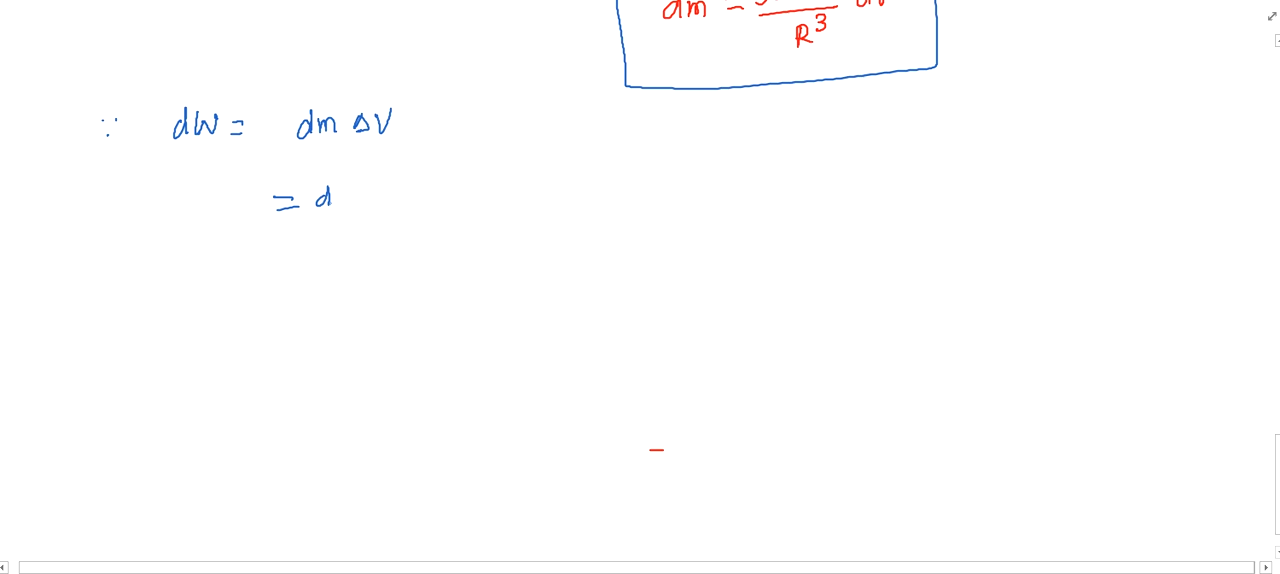 dm = R³
∵ dW = dm ΔV
= d